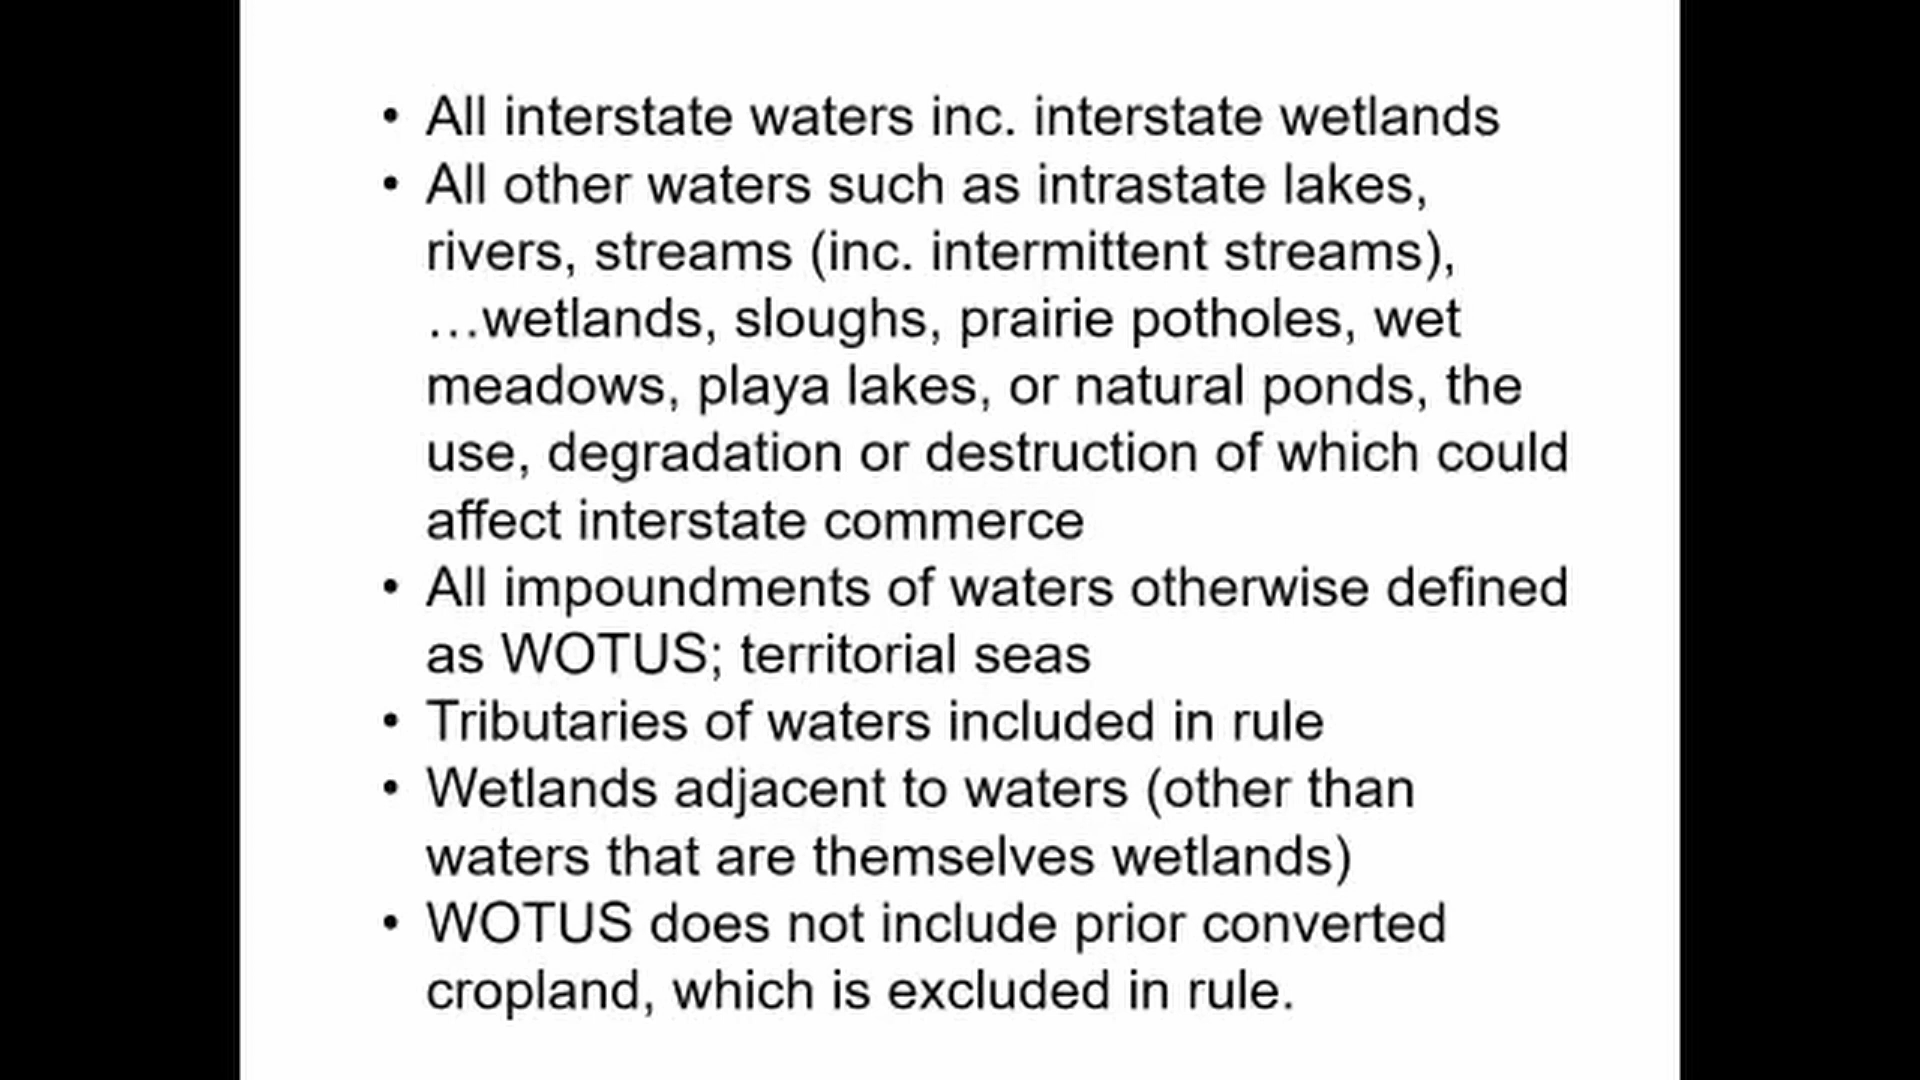 • All interstate waters inc. interstate wetlands
• All other waters such as intrastate lakes,
rivers, streams (inc. intermittent streams),
…wetlands, sloughs, prairie potholes, wet
meadows, playa lakes, or natural ponds, the
use, degradation or destruction of which could
affect interstate commerce
• All impoundments of waters otherwise defined
as WOTUS; territorial seas
• Tributaries of waters included in rule
• Wetlands adjacent to waters (other than
waters that are themselves wetlands)
• WOTUS does not include prior converted
cropland, which is excluded in rule.